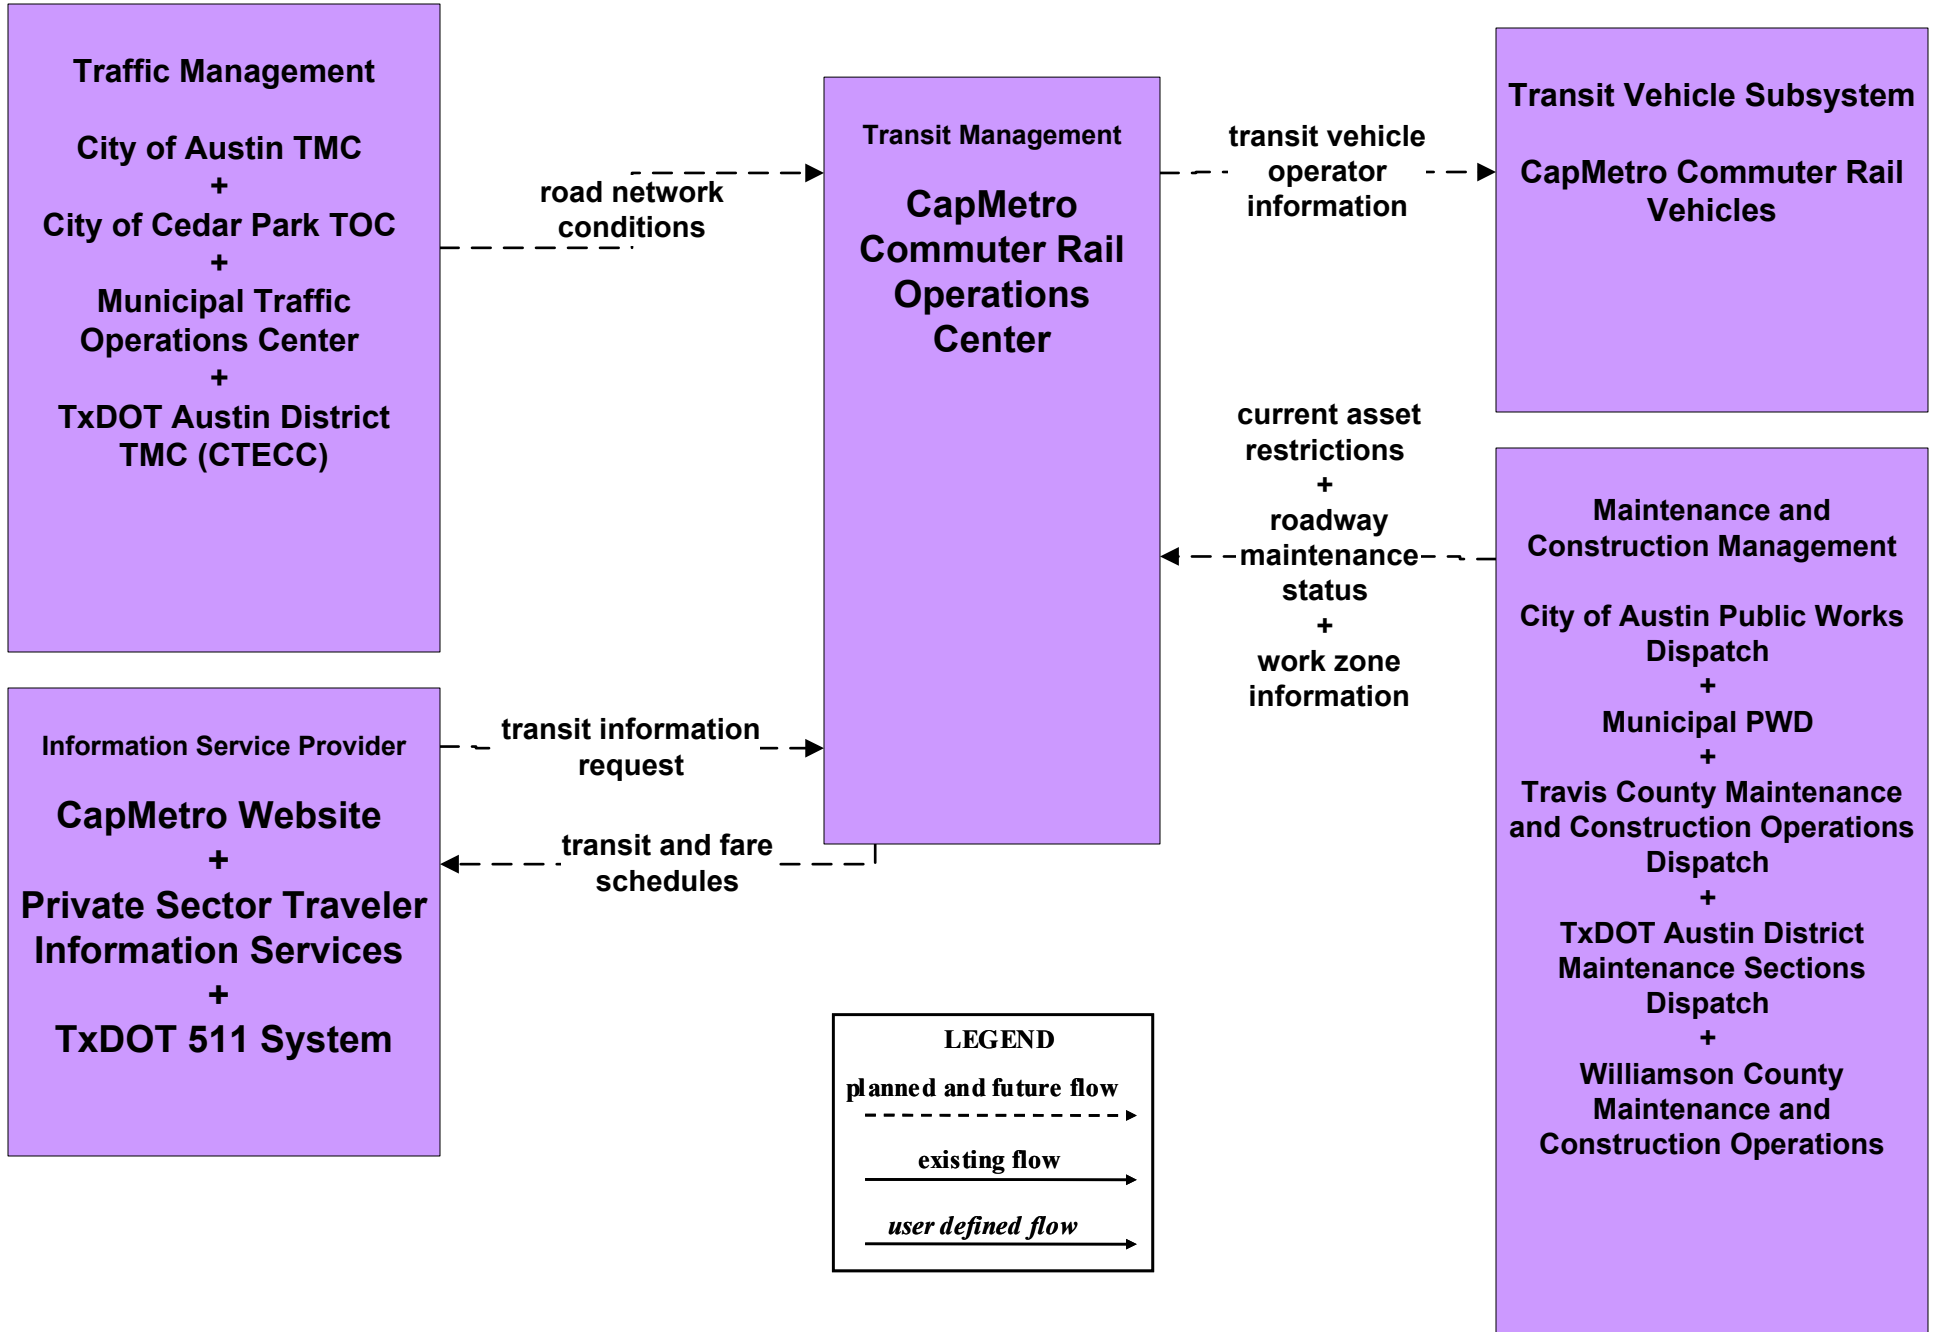 Traffic Management
City of Austin TMC
+
City of Cedar Park TOC
+
Municipal Traffic
Operations Center
+
TxDOT Austin District
TMC (CTECC)
road network
conditions
Transit Management
CapMetro
Commuter Rail
Operations
Center
transit vehicle
operator
information
Transit Vehicle Subsystem
CapMetro Commuter Rail
Vehicles
current asset
restrictions
+
roadway
maintenance
status
+
work zone
information
Maintenance and
Construction Management
City of Austin Public Works
Dispatch
+
Municipal PWD
+
Travis County Maintenance
and Construction Operations
Dispatch
+
TxDOT Austin District
Maintenance Sections
Dispatch
+
Williamson County
Maintenance and
Construction Operations
Information Service Provider
CapMetro Website
+
Private Sector Traveler
Information Services
+
TxDOT 511 System
transit information
request
transit and fare
schedules
LEGEND
planned and future flow
existing flow
user defined flow